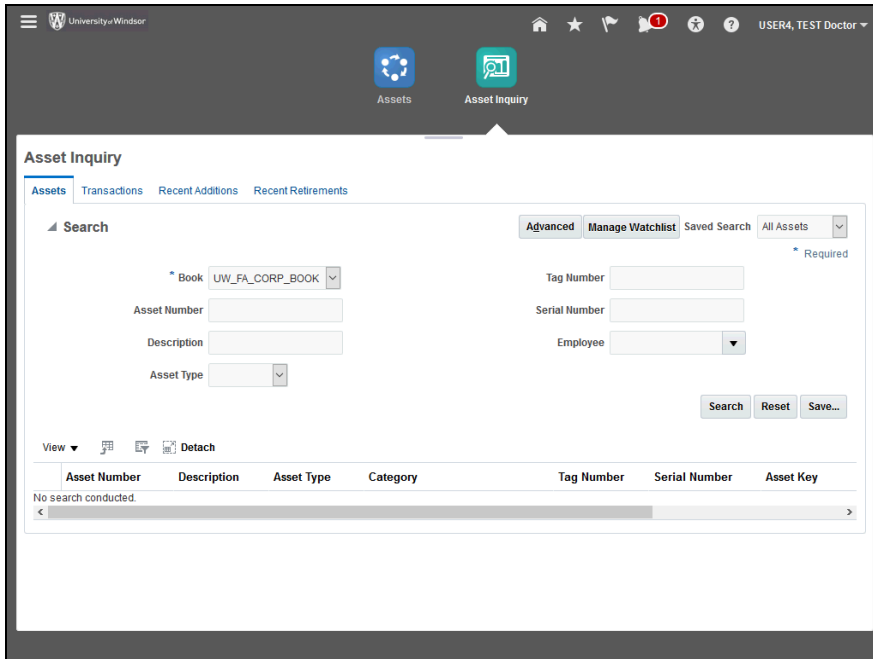 University of Windsor
1
USER4, TEST Doctor
Assets
Asset Inquiry
Asset Inquiry
Assets Transactions Recent Additions Recent Retirements
Search
Advanced Manage Watchlist Saved Search All Assets
* Required
* Book UW_FA_CORP_BOOK Tag Number
Asset Number Serial Number
Description Employee
Asset Type
Search Reset Save...
View Detach
Asset Number Description Asset Type Category Tag Number Serial Number Asset Key
No search conducted.